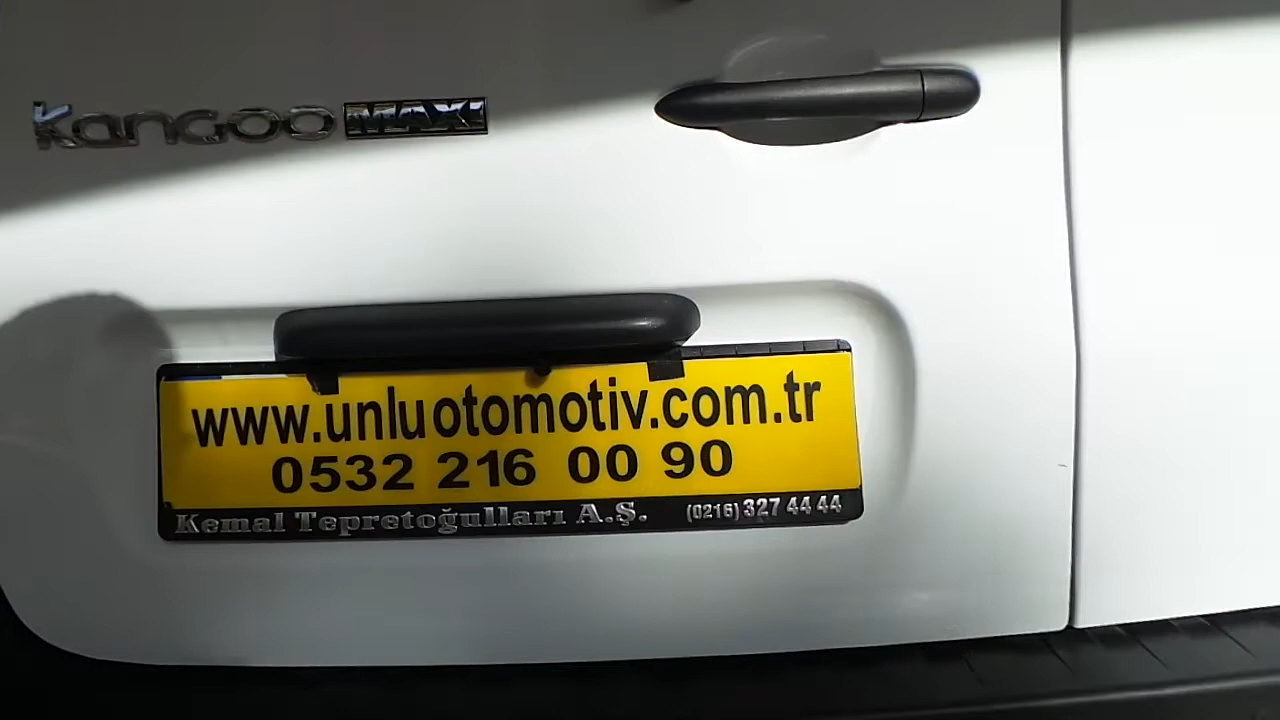 Kangoo MAXI
www.unluotomotiv.com.tr
0532 216 00 90
Kemal Tepretoğulları A.Ş. (0216) 327 44 44